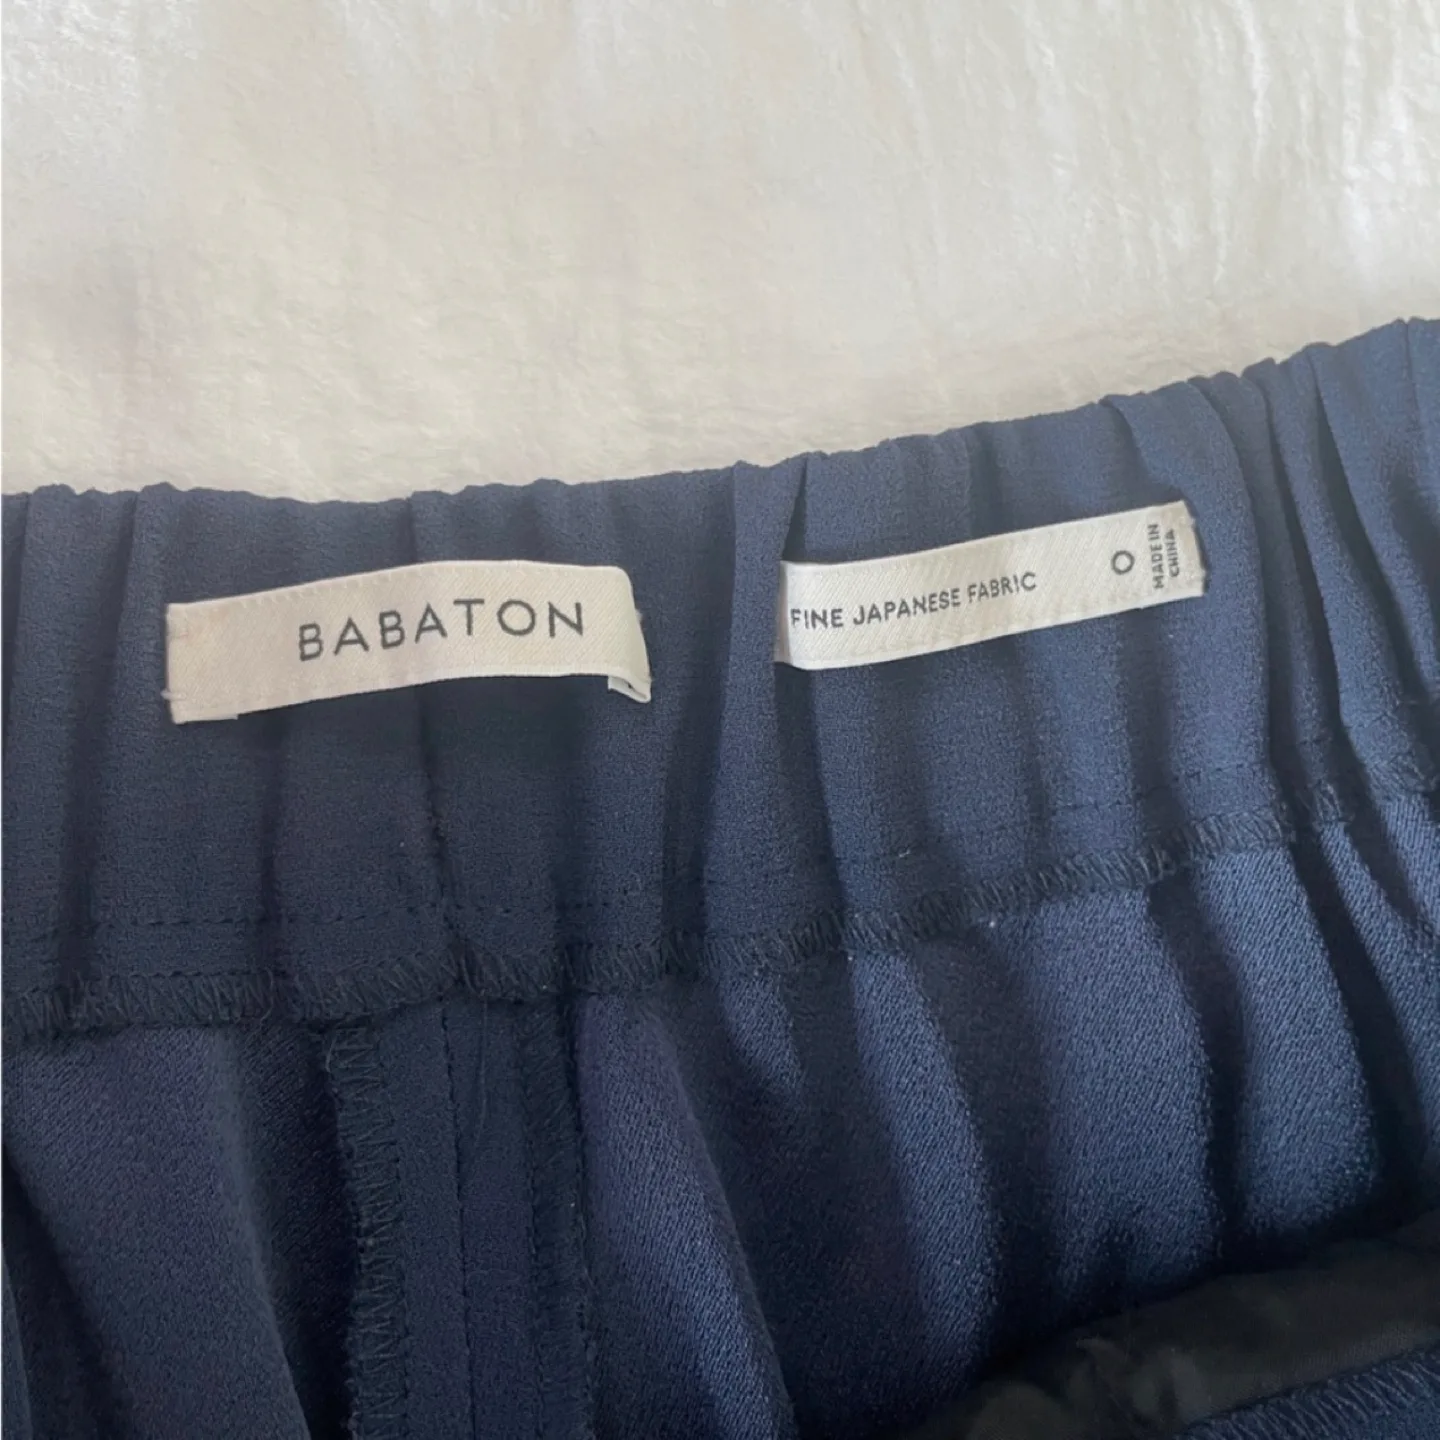 BABATON
FINE JAPANESE FABRIC
0
MADE IN
CHINA